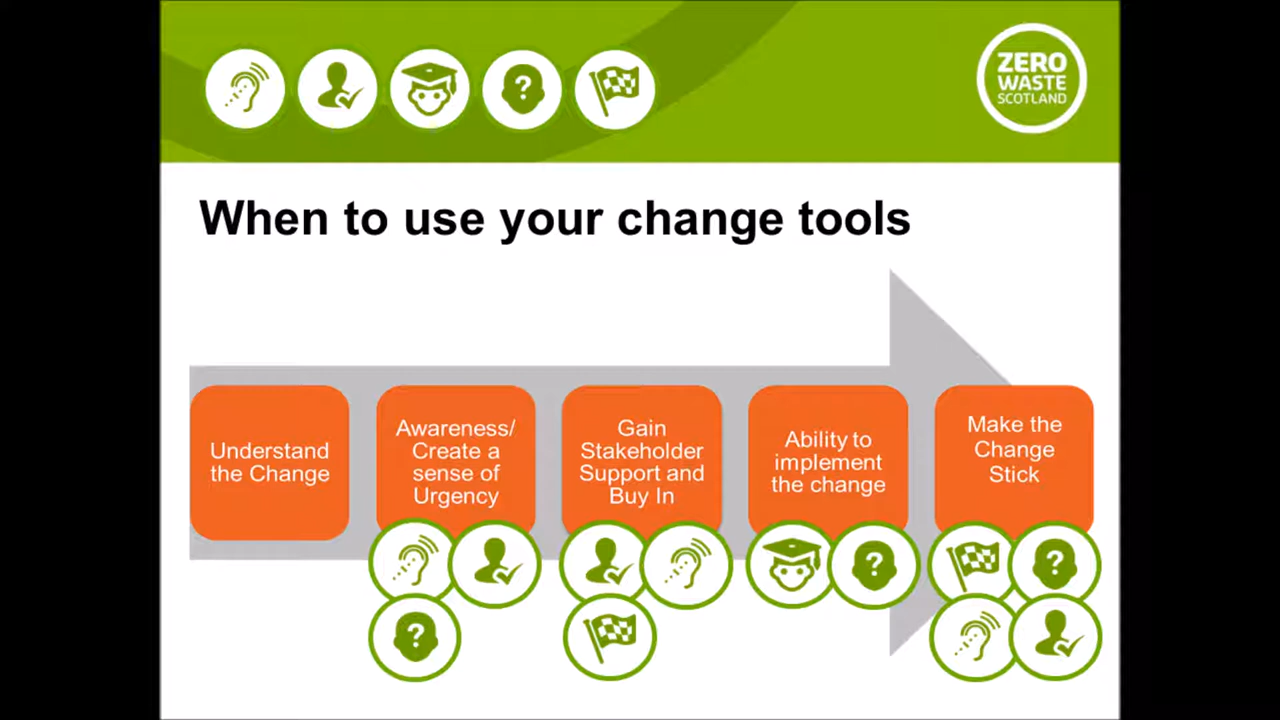 ZERO
WASTE
SCOTLAND
When to use your change tools
Understand
the Change
Awareness/
Create a
sense of
Urgency
Gain
Stakeholder
Support and
Buy In
Ability to
implement
the change
Make the
Change
Stick